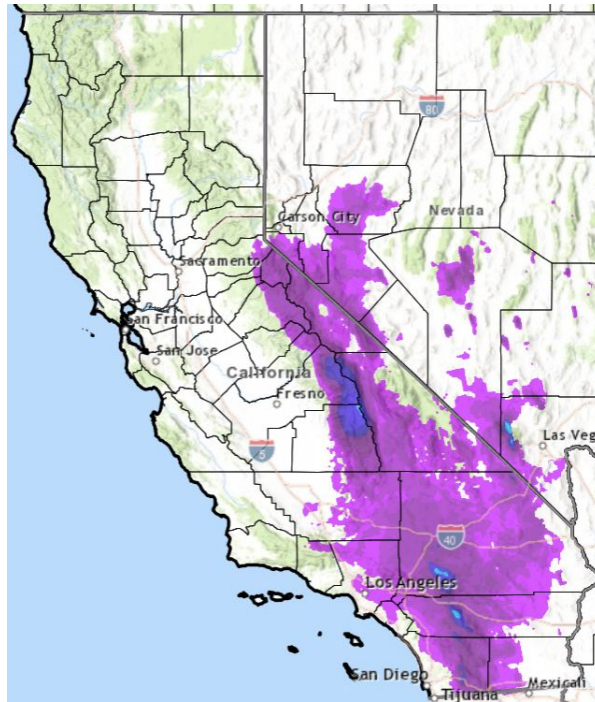 80
Carson City
Nevada
Sacramento
San Francisco
San Jose
California
Fresno
5
Las Veg
40
Los Angeles
San Diego
Mexicali
Tijuana